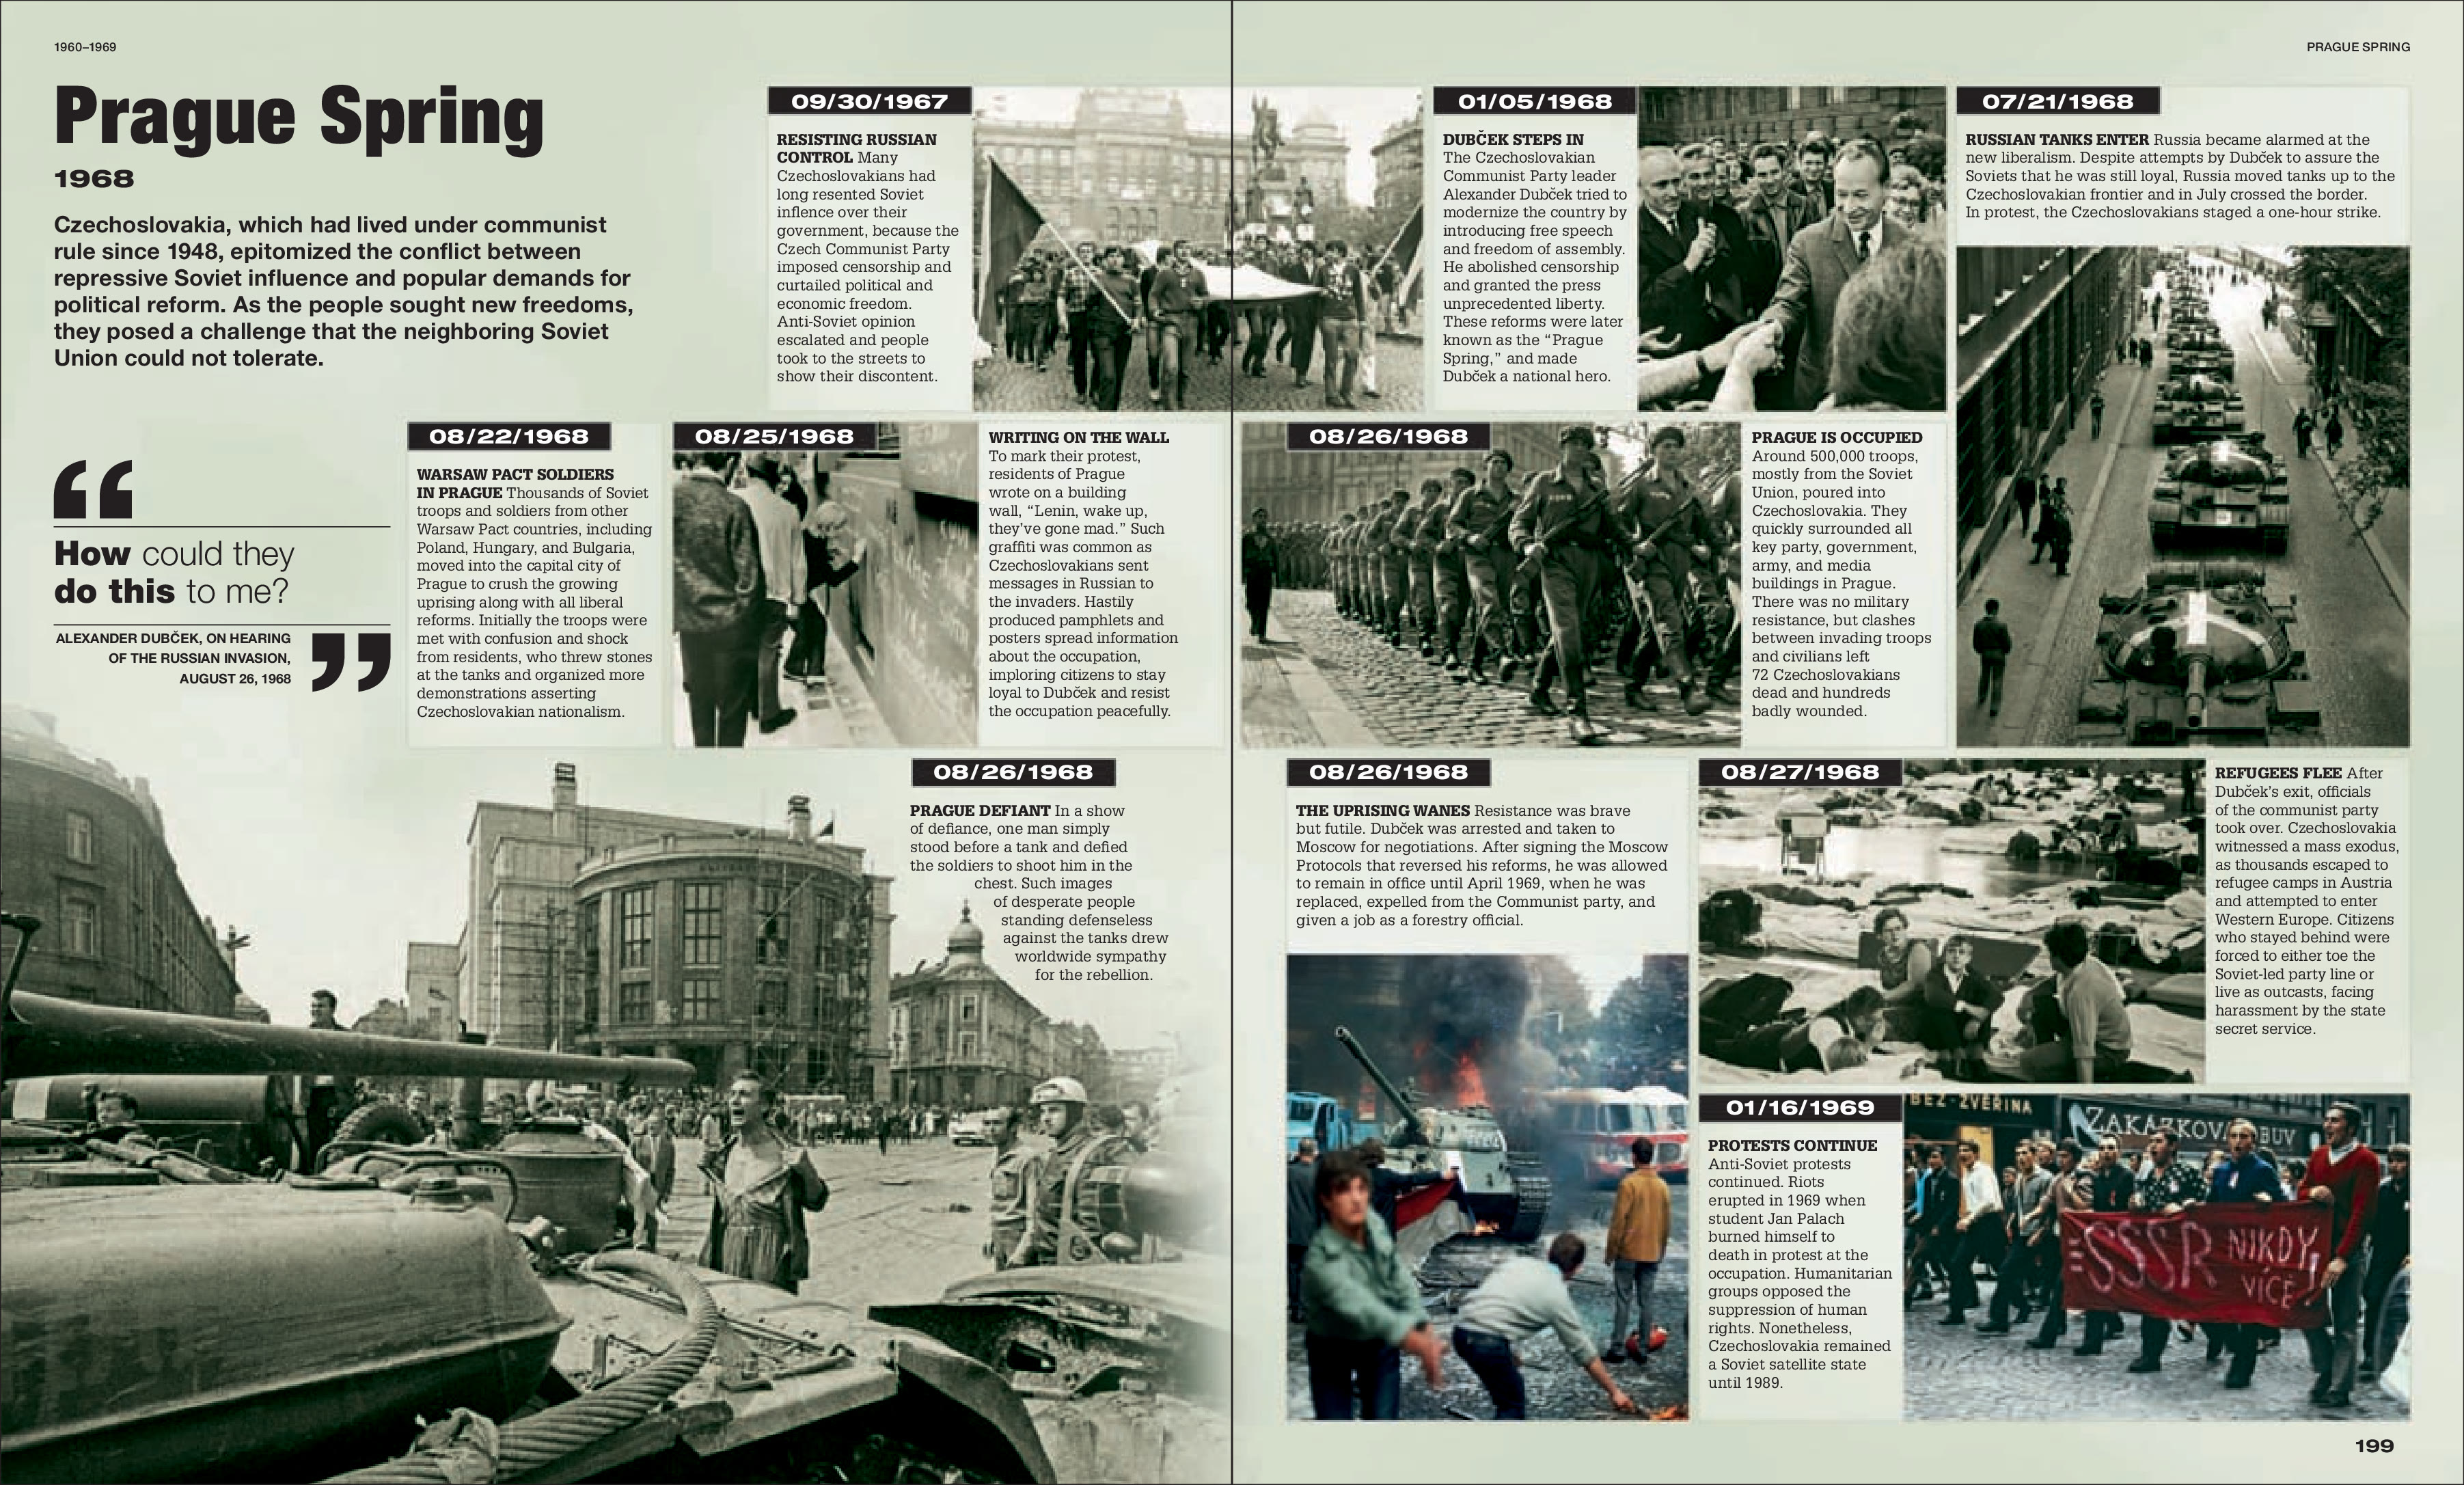 1960–1969
PRAGUE SPRING
Prague Spring
1968
Czechoslovakia, which had lived under communist
rule since 1948, epitomized the conflict between
repressive Soviet influence and popular demands for
political reform. As the people sought new freedoms,
they posed a challenge that the neighboring Soviet
Union could not tolerate.
09/30/1967
RESISTING RUSSIAN
CONTROL Many
Czechoslovakians had
long resented Soviet
inflence over their
government, because the
Czech Communist Party
imposed censorship and
curtailed political and
economic freedom.
Anti-Soviet opinion
escalated and people
took to the streets to
show their discontent.
01/05/1968
DUBČEK STEPS IN
The Czechoslovakian
Communist Party leader
Alexander Dubček tried to
modernize the country by
introducing free speech
and freedom of assembly.
He abolished censorship
and granted the press
unprecedented liberty.
These reforms were later
known as the “Prague
Spring,” and made
Dubček a national hero.
07/21/1968
RUSSIAN TANKS ENTER Russia became alarmed at the
new liberalism. Despite attempts by Dubček to assure the
Soviets that he was still loyal, Russia moved tanks up to the
Czechoslovakian frontier and in July crossed the border.
In protest, the Czechoslovakians staged a one-hour strike.
“
How could they
do this to me?
ALEXANDER DUBČEK, ON HEARING
OF THE RUSSIAN INVASION,
AUGUST 26, 1968
”
08/22/1968
WARSAW PACT SOLDIERS
IN PRAGUE Thousands of Soviet
troops and soldiers from other
Warsaw Pact countries, including
Poland, Hungary, and Bulgaria,
moved into the capital city of
Prague to crush the growing
uprising along with all liberal
reforms. Initially the troops were
met with confusion and shock
from residents, who threw stones
at the tanks and organized more
demonstrations asserting
Czechoslovakian nationalism.
08/25/1968
WRITING ON THE WALL
To mark their protest,
residents of Prague
wrote on a building
wall, “Lenin, wake up,
they’ve gone mad.” Such
graffiti was common as
Czechoslovakians sent
messages in Russian to
the invaders. Hastily
produced pamphlets and
posters spread information
about the occupation,
imploring citizens to stay
loyal to Dubček and resist
the occupation peacefully.
08/26/1968
PRAGUE IS OCCUPIED
Around 500,000 troops,
mostly from the Soviet
Union, poured into
Czechoslovakia. They
quickly surrounded all
key party, government,
army, and media
buildings in Prague.
There was no military
resistance, but clashes
between invading troops
and civilians left
72 Czechoslovakians
dead and hundreds
badly wounded.
08/26/1968
PRAGUE DEFIANT In a show
of defiance, one man simply
stood before a tank and defied
the soldiers to shoot him in the
chest. Such images
of desperate people
standing defenseless
against the tanks drew
worldwide sympathy
for the rebellion.
08/26/1968
THE UPRISING WANES Resistance was brave
but futile. Dubček was arrested and taken to
Moscow for negotiations. After signing the Moscow
Protocols that reversed his reforms, he was allowed
to remain in office until April 1969, when he was
replaced, expelled from the Communist party, and
given a job as a forestry official.
08/27/1968
REFUGEES FLEE After
Dubček’s exit, officials
of the communist party
took over. Czechoslovakia
witnessed a mass exodus,
as thousands escaped to
refugee camps in Austria
and attempted to enter
Western Europe. Citizens
who stayed behind were
forced to either toe the
Soviet-led party line or
live as outcasts, facing
harassment by the state
secret service.
01/16/1969
PROTESTS CONTINUE
Anti-Soviet protests
continued. Riots
erupted in 1969 when
student Jan Palach
burned himself to
death in protest at the
occupation. Humanitarian
groups opposed the
suppression of human
rights. Nonetheless,
Czechoslovakia remained
a Soviet satellite state
until 1989.
BEZ-ZVĚŘINA
ZAKÁZKOVÁ OBUV
SSSR NIKDY
VÍCE!
199